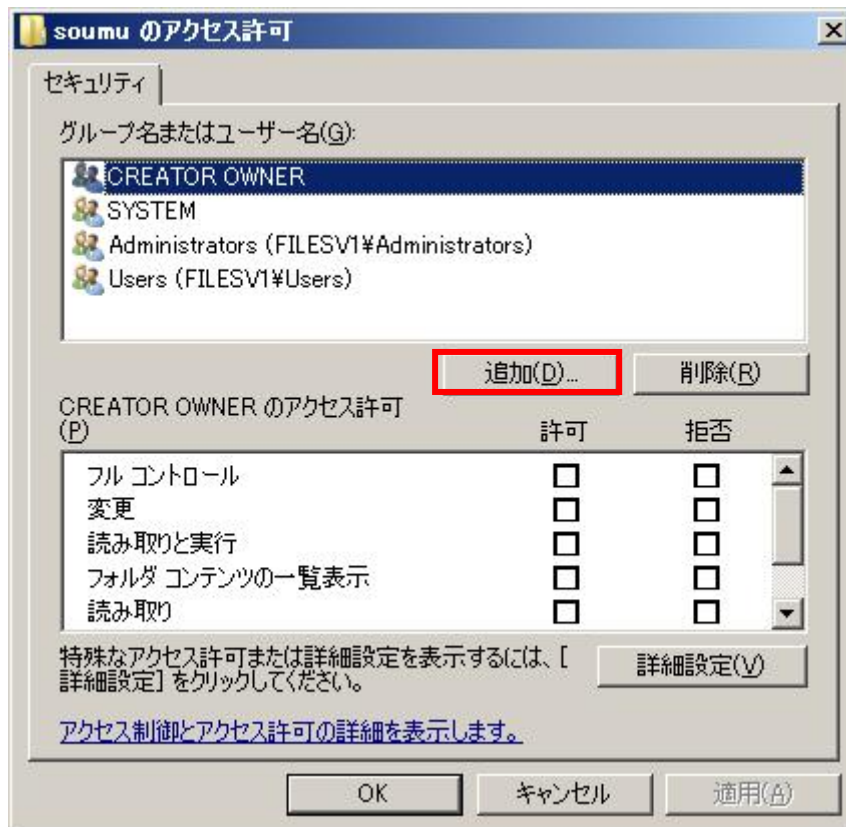 soumu のアクセス許可
セキュリティ
グループ名またはユーザー名(G):
CREATOR OWNER
SYSTEM
Administrators (FILESV1¥Administrators)
Users (FILESV1¥Users)
追加(D)... 削除(R)
CREATOR OWNER のアクセス許可
(P) 許可 拒否
フル コントロール
変更
読み取りと実行
フォルダ コンテンツの一覧表示
読み取り
特殊なアクセス許可または詳細設定を表示するには、[
詳細設定] をクリックしてください。
詳細設定(V)
アクセス制御とアクセス許可の詳細を表示します。
OK キャンセル 適用(A)